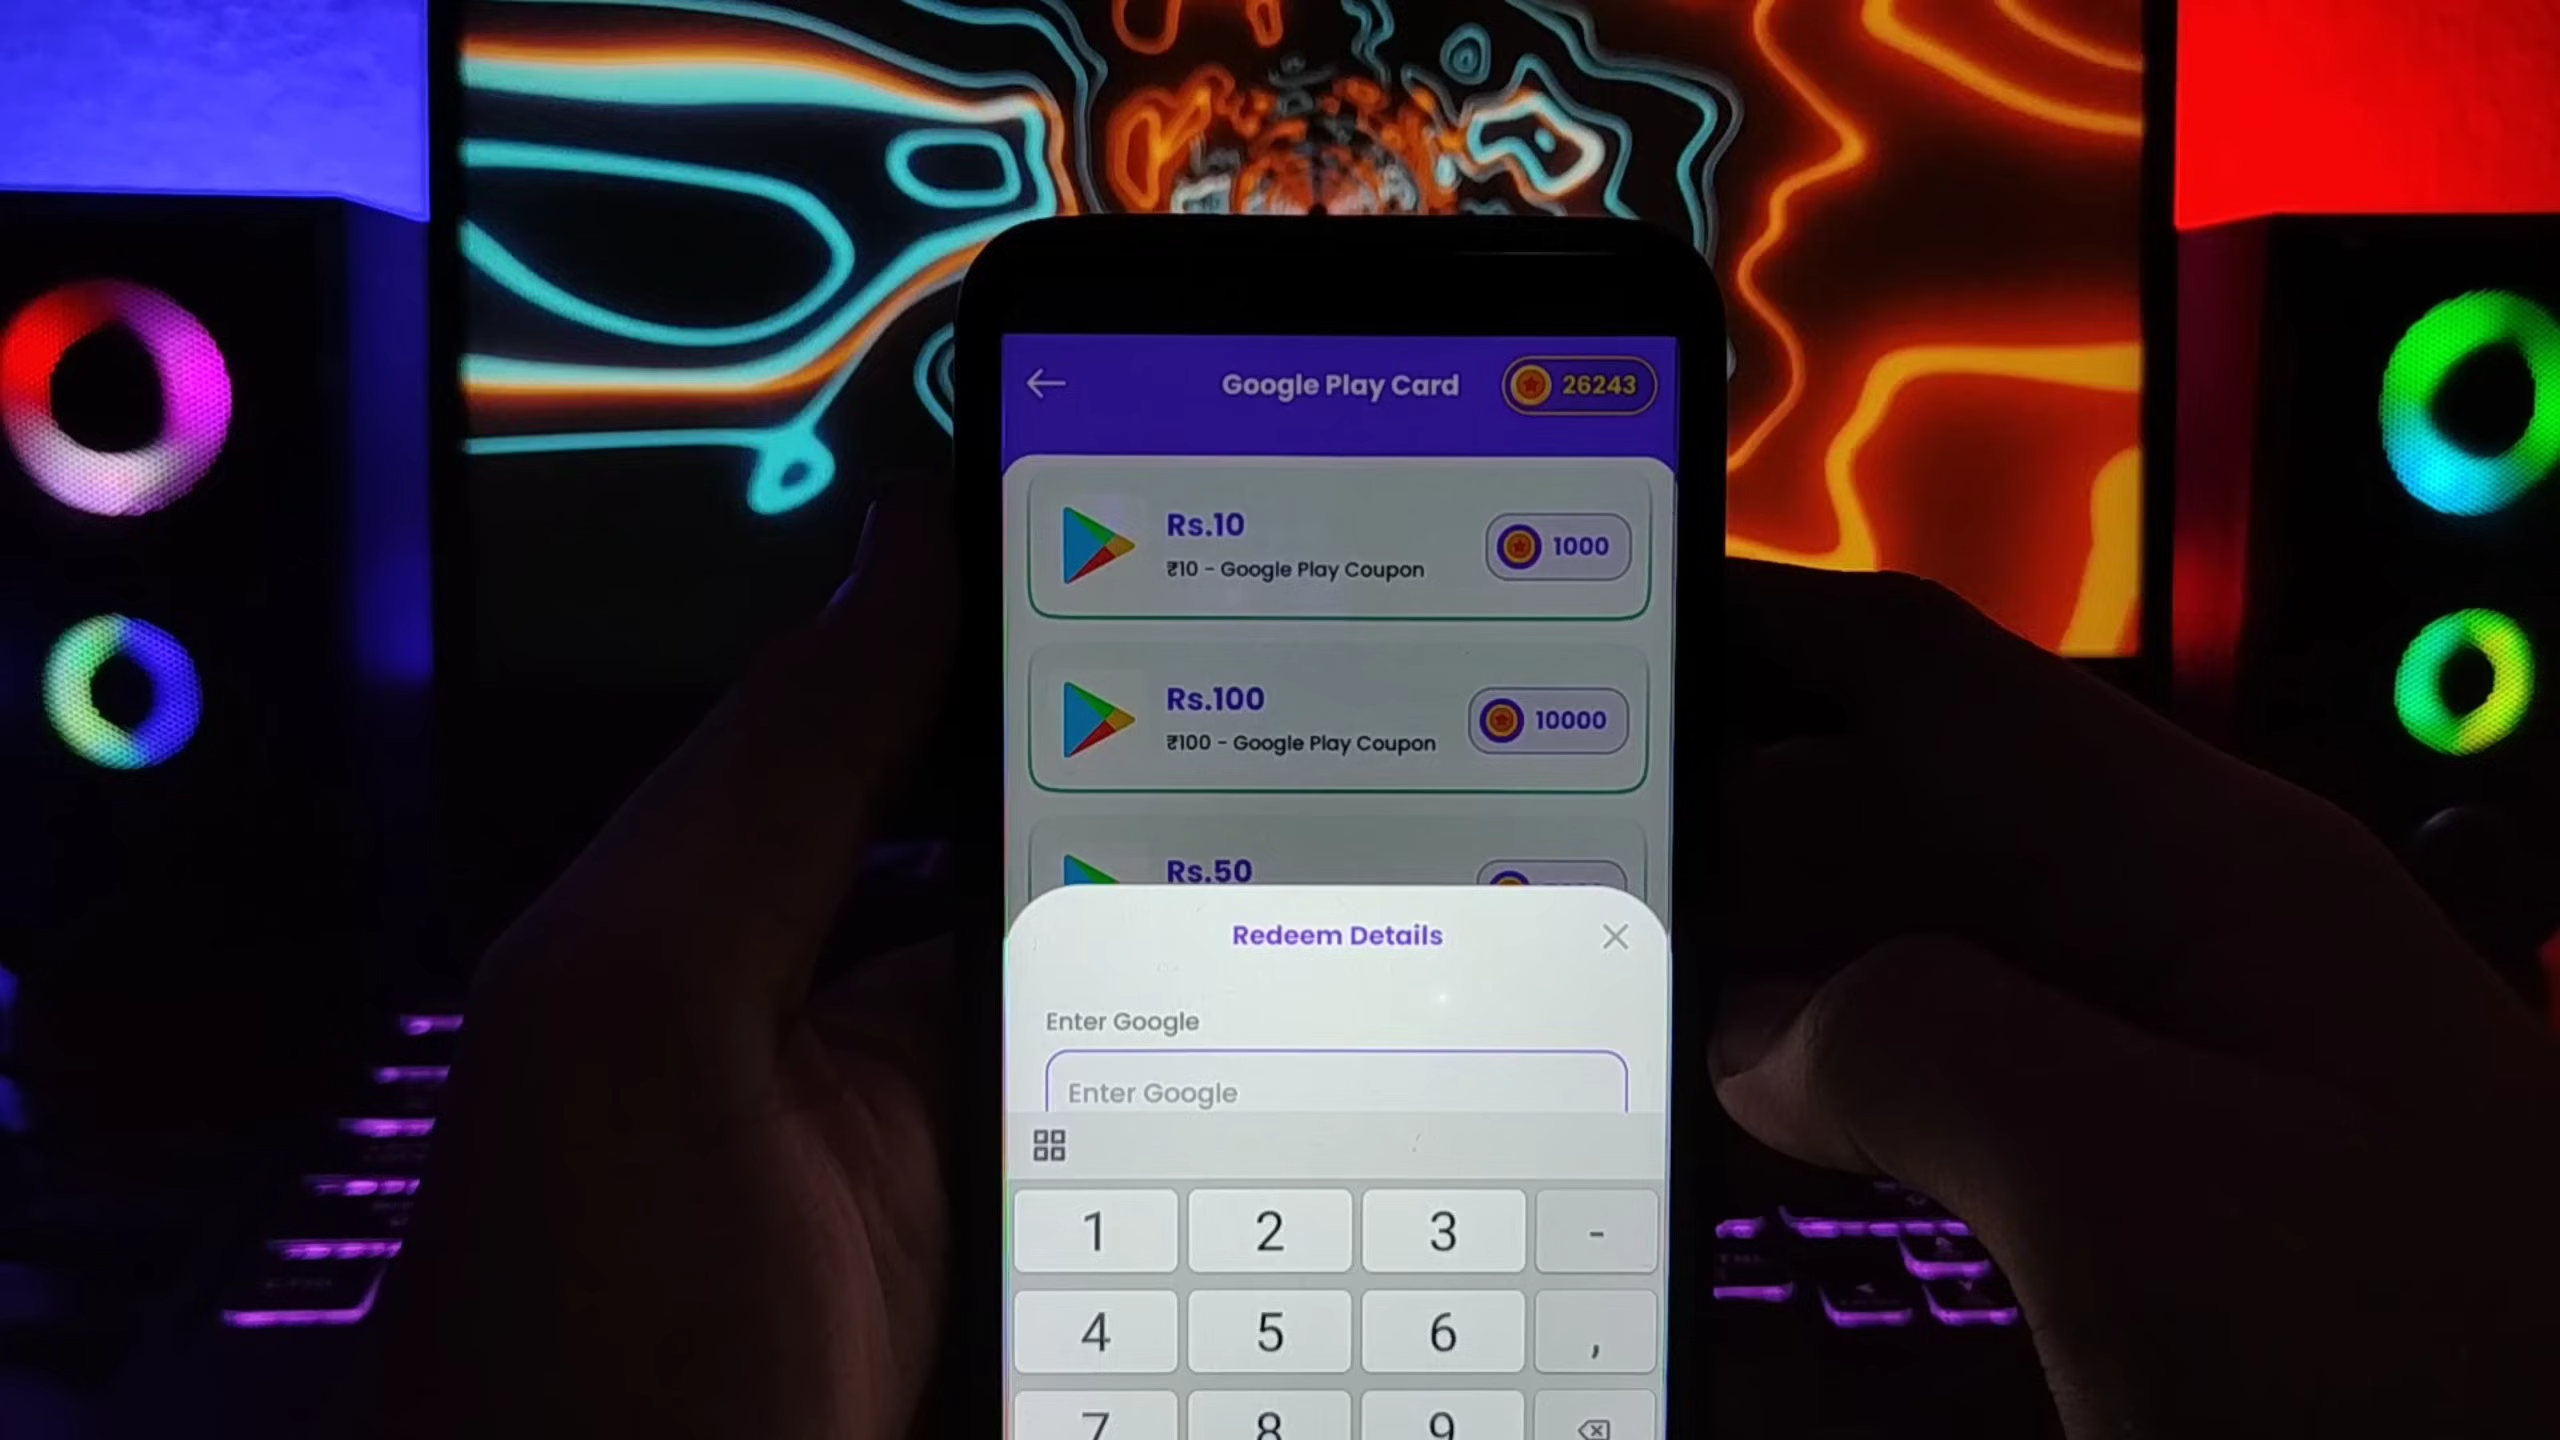 Google Play Card
26243
Rs.10
1000
₹10 - Google Play Coupon
Rs.100
10000
₹100 - Google Play Coupon
Rs.50
Redeem Details
Enter Google
Enter Google
1 2 3 -
4 5 6 ,
7 8 9